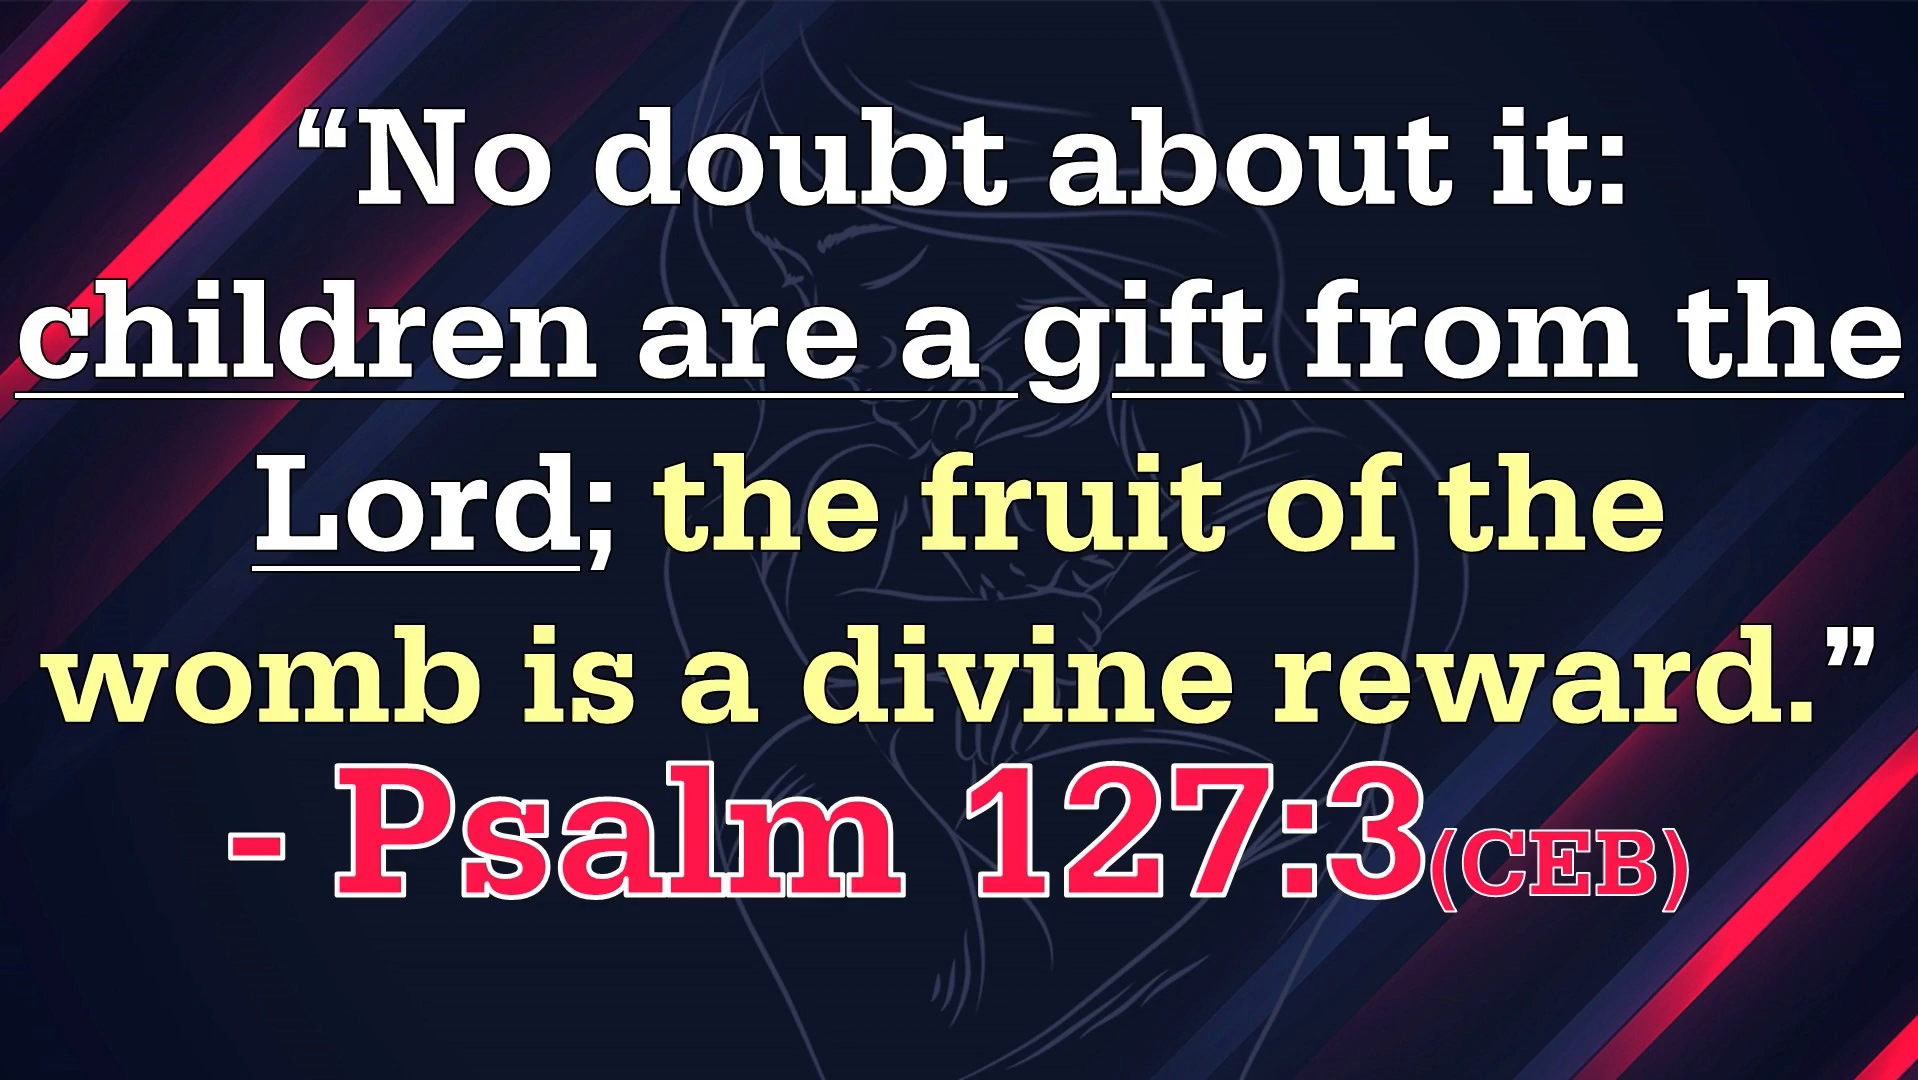 “No doubt about it:
children are a gift from the
Lord; the fruit of the
womb is a divine reward.”
- Psalm 127:3(CEB)